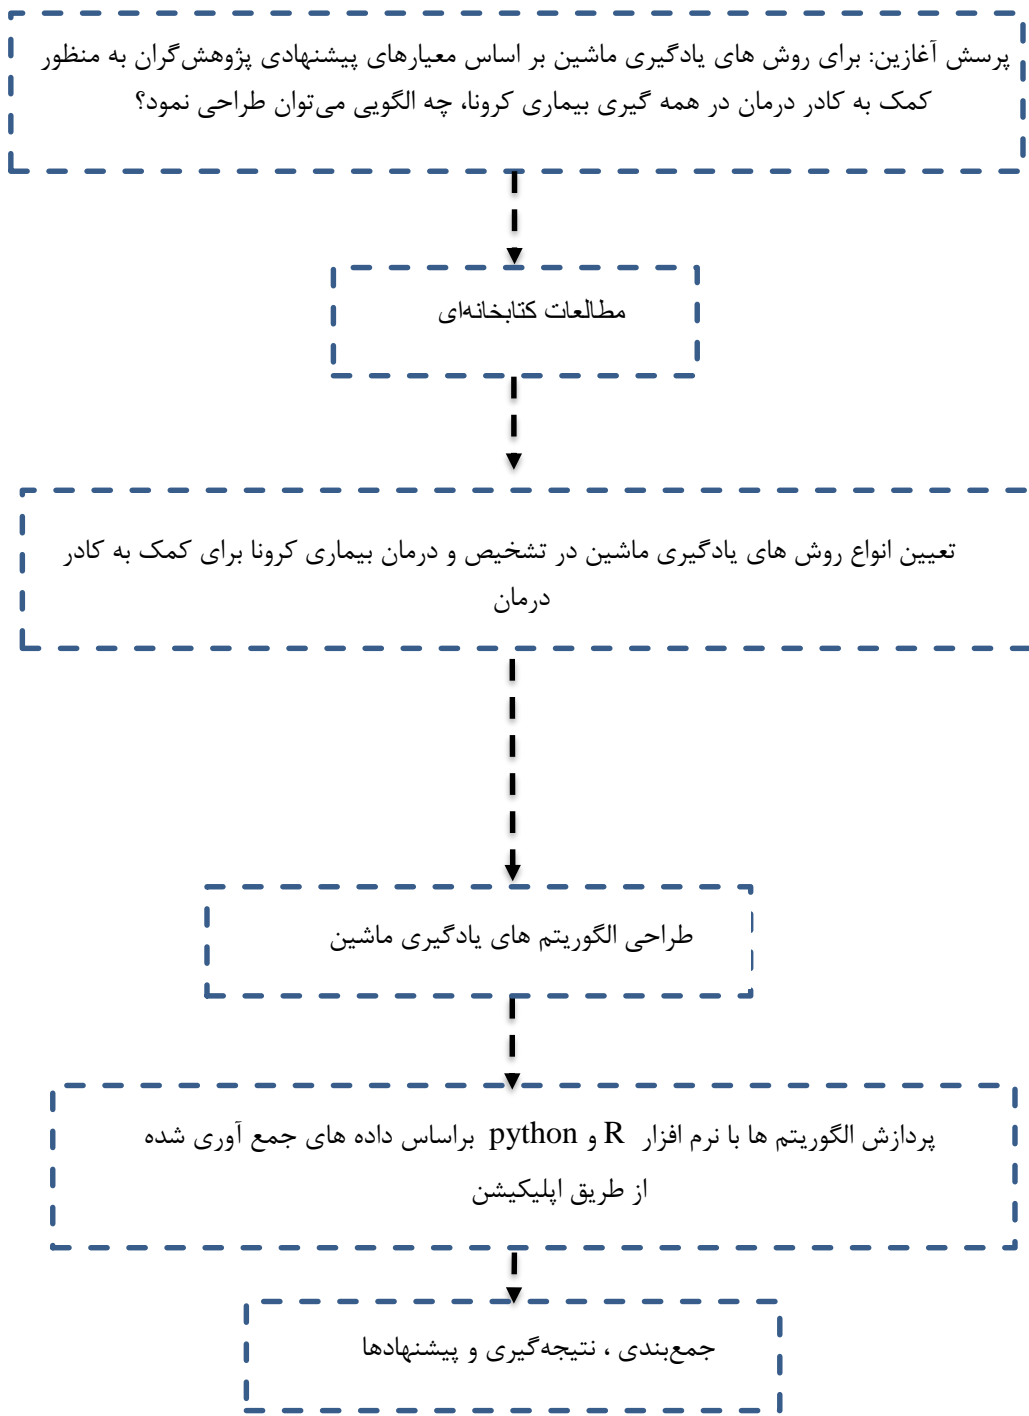 پرسش آغازین: برای روش های یادگیری ماشین بر اساس معیارهای پیشنهادی پژوهش‌گران به منظور
کمک به کادر درمان در همه گیری بیماری کرونا، چه الگویی می‌توان طراحی نمود؟
مطالعات کتابخانه‌ای
تعیین انواع روش های یادگیری ماشین در تشخیص و درمان بیماری کرونا برای کمک به کادر
درمان
طراحی الگوریتم های یادگیری ماشین
پردازش الگوریتم ها با نرم افزار R و python براساس داده های جمع آوری شده
از طریق اپلیکیشن
جمع‌بندی ، نتیجه‌گیری و پیشنهادها